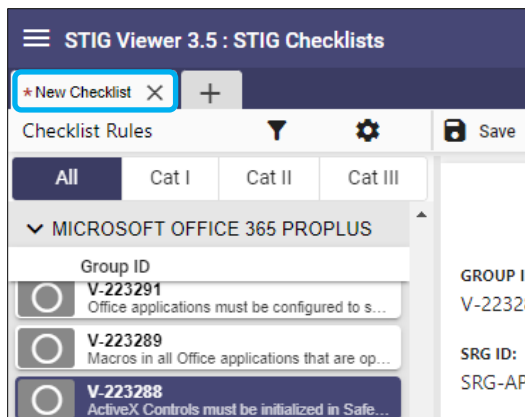 STIG Viewer 3.5 : STIG Checklists
* New Checklist
Checklist Rules
Save
All Cat I Cat II Cat III
MICROSOFT OFFICE 365 PROPLUS
Group ID
V-223291
Office applications must be configured to s...
V-223289
Macros in all Office applications that are op...
V-223288
ActiveX Controls must be initialized in Safe...
GROUP I
V-2232
SRG ID:
SRG-AP